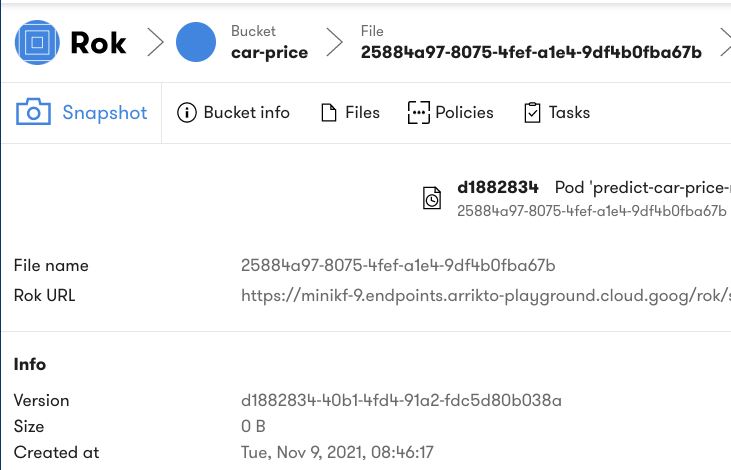 Rok
Bucket
car-price
File
25884a97-8075-4fef-a1e4-9df4b0fba67b
Snapshot
Bucket info
Files
Policies
Tasks
d1882834 Pod 'predict-car-price-
25884a97-8075-4fef-a1e4-9df4b0fba67b
File name 25884a97-8075-4fef-a1e4-9df4b0fba67b
Rok URL https://minikf-9.endpoints.arrikto-playground.cloud.goog/rok/
Info
Version d1882834-40b1-4fd4-91a2-fdc5d80b038a
Size 0 B
Created at Tue, Nov 9, 2021, 08:46:17